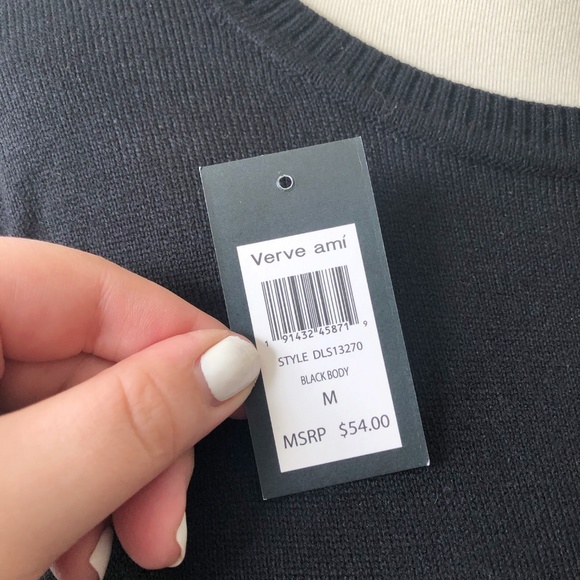 Verve amí
1 91432 45871 9
STYLE DLS13270
BLACK BODY
M
MSRP $54.00